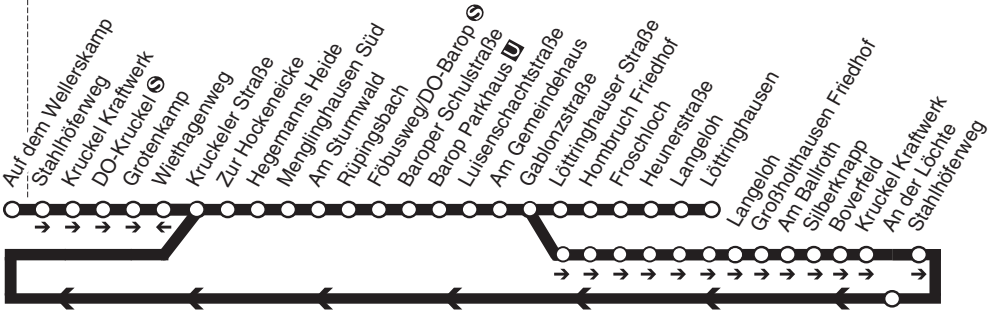 Auf dem Wellerskamp
Stahlhöferweg
Kruckel Kraftwerk
DO-Kruckel S
Grotenkamp
Wiethagenweg
Kruckeler Straße
Zur Hockeneicke
Hegemanns Heide
Menglinghausen Süd
Am Sturmwald
Rüpingsbach
Föbusweg/DO-Barop S
Baroper Schulstraße
Barop Parkhaus U
Luisenschachtstraße
Am Gemeindehaus
Gablonzstraße
Löttringhauser Straße
Hombruch Friedhof
Froschloch
Heunerstraße
Langeloh
Löttringhausen
Langeloh
Großholthausen Friedhof
Am Ballroth
Silberknapp
Boverfeld
Kruckel Kraftwerk
An der Löchte
Stahlhöferweg